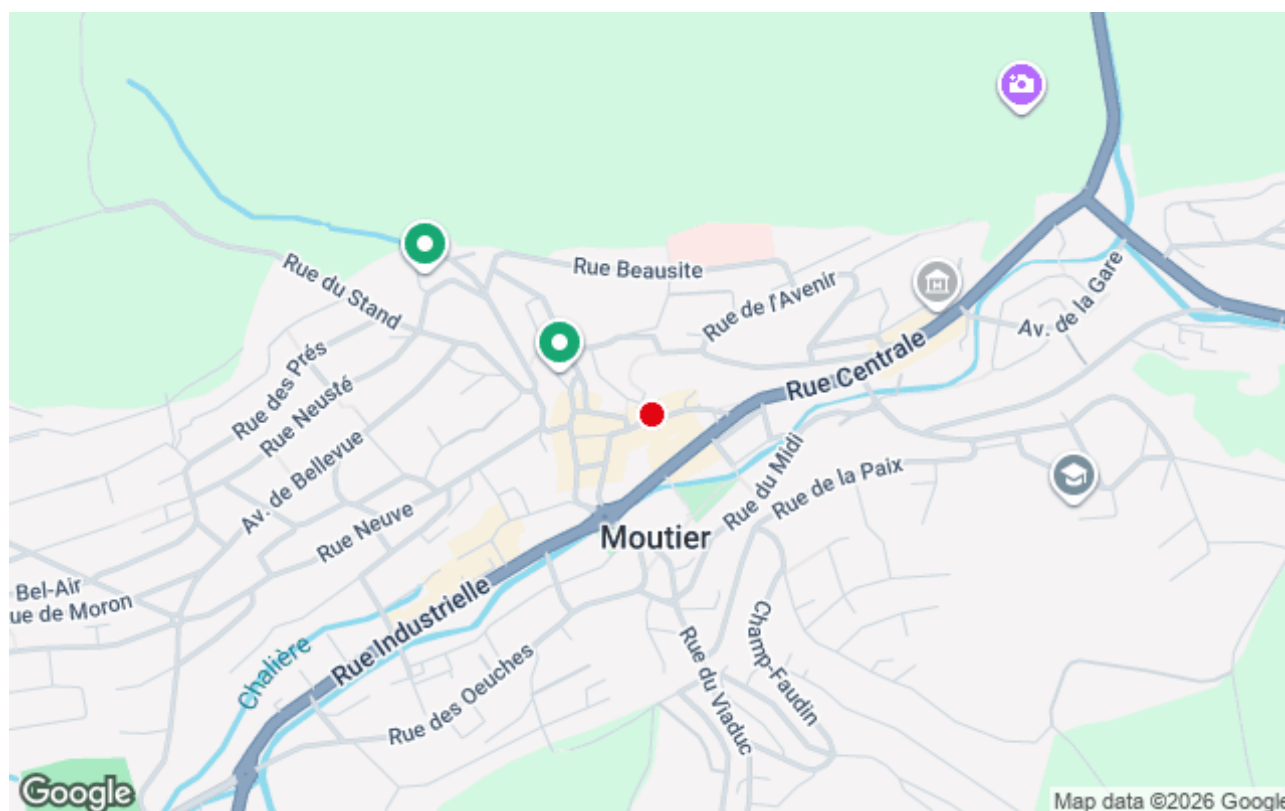 Rue Beausite
Rue du Stand
Rue de l'Avenir
Av. de la Gare
Rue Centrale
Rue des Prés
Rue Neusté
Av. de Bellevue
Rue du Midi
Rue de la Paix
Rue Neuve
Moutier
Bel-Air
ue de Moron
Rue Industrielle
Chalière
Champ-Faudin
Rue des Oeuches
Rue du Viaduc
Google
Map data ©2026 Google